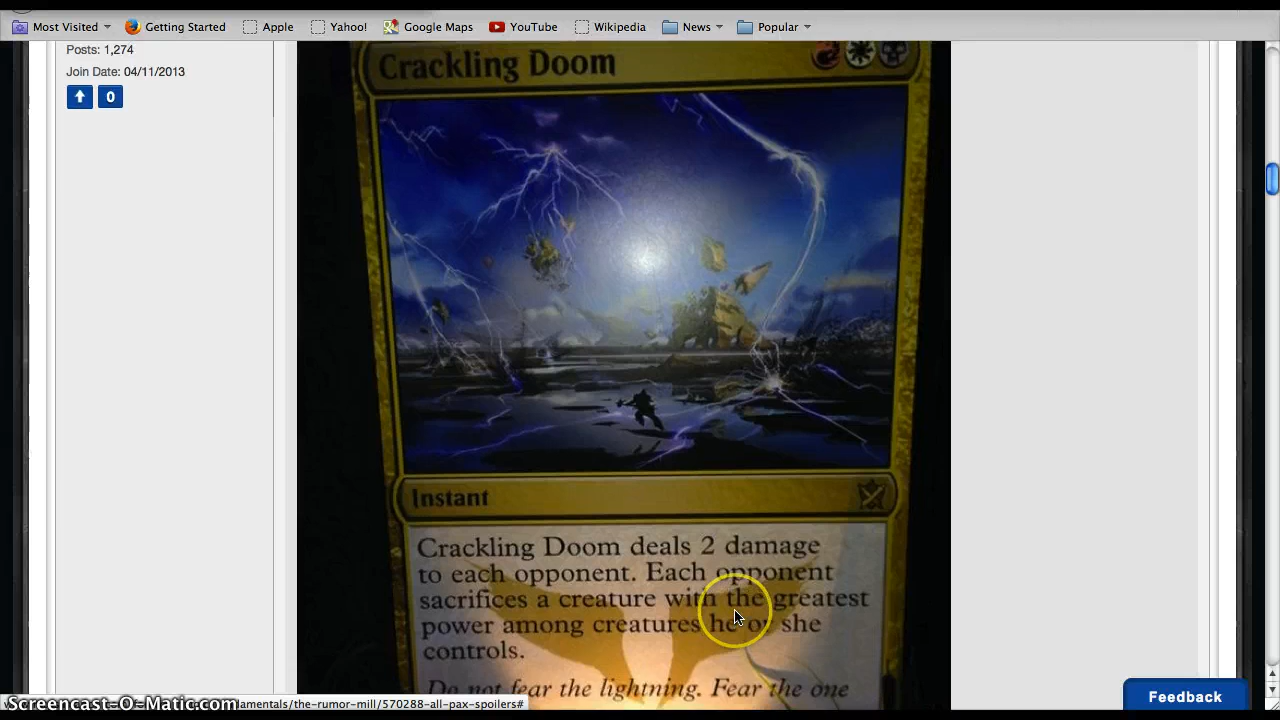 Most Visited Getting Started Apple Yahoo! Google Maps YouTube Wikipedia News Popular
Posts: 1,274
Join Date: 04/11/2013
0
Crackling Doom
Instant
Crackling Doom deals 2 damage
to each opponent. Each opponent
sacrifices a creature with the greatest
power among creatures he or she
controls.
Do not fear the lightning. Fear the one
Screencast-O-Matic.com
damentals/the-rumor-mill/570288-all-pax-spoilers#
Feedback